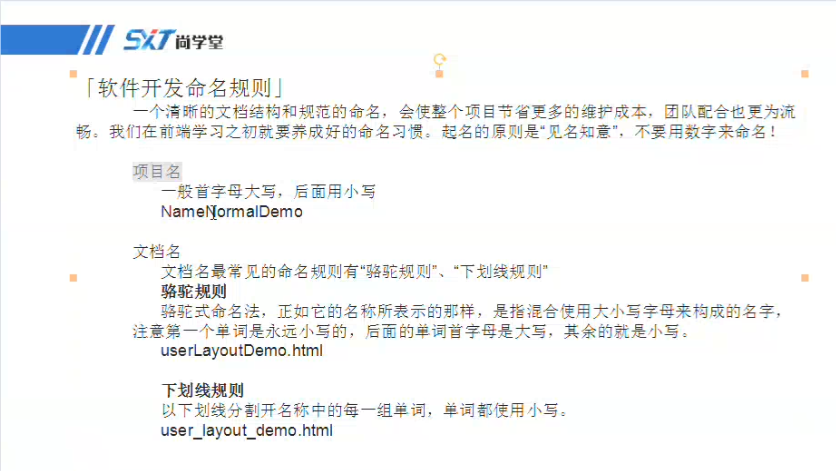 SXT尚学堂
「软件开发命名规则」
一个清晰的文档结构和规范的命名，会使整个项目节省更多的维护成本，团队配合也更为流
畅。我们在前端学习之初就要养成好的命名习惯。起名的原则是“见名知意”，不要用数字来命名！
项目名
一般首字母大写，后面用小写
NameNormalDemo
文档名
文档名最常见的命名规则有“骆驼规则”、“下划线规则”
骆驼规则
骆驼式命名法，正如它的名称所表示的那样，是指混合使用大小写字母来构成的名字，
注意第一个单词是永远小写的，后面的单词首字母是大写，其余的就是小写。
userLayoutDemo.html
下划线规则
以下划线分割开名称中的每一组单词，单词都使用小写。
user_layout_demo.html